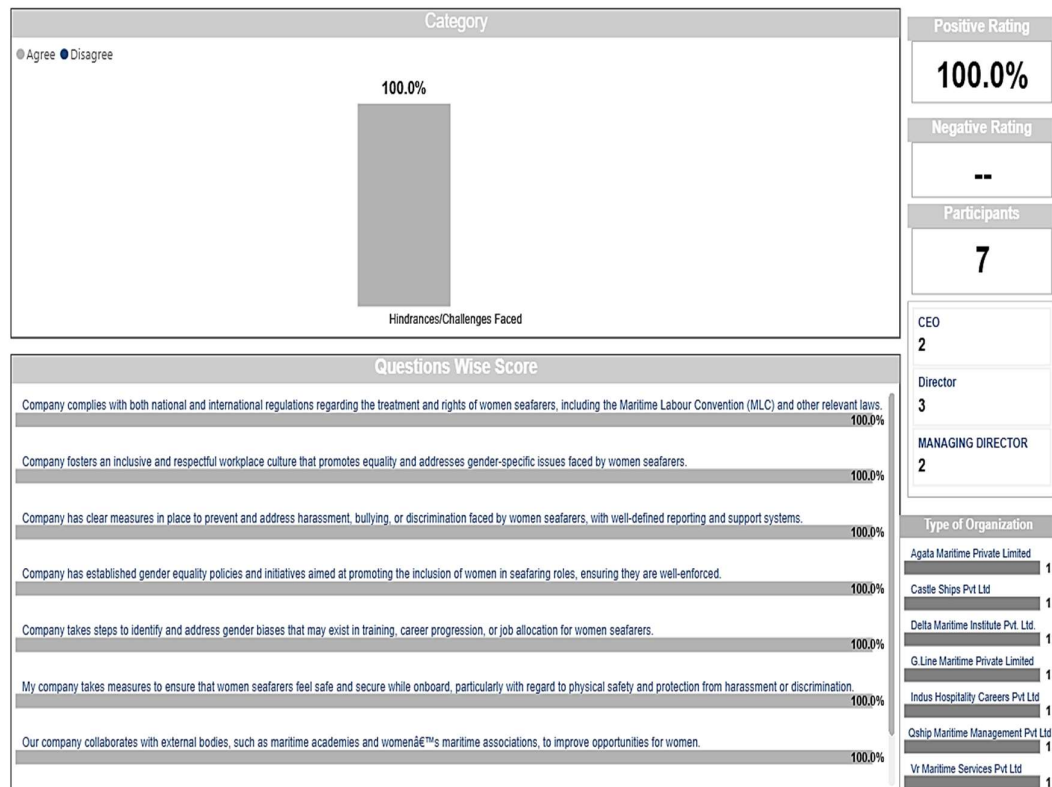 Category
Agree Disagree
100.0%
Hindrances/Challenges Faced
Positive Rating
100.0%
Negative Rating
--
Participants
7
CEO
2
Director
3
MANAGING DIRECTOR
2
Questions Wise Score
Company complies with both national and international regulations regarding the treatment and rights of women seafarers, including the Maritime Labour Convention (MLC) and other relevant laws.
100.0%
Company fosters an inclusive and respectful workplace culture that promotes equality and addresses gender-specific issues faced by women seafarers.
100.0%
Company has clear measures in place to prevent and address harassment, bullying, or discrimination faced by women seafarers, with well-defined reporting and support systems.
100.0%
Company has established gender equality policies and initiatives aimed at promoting the inclusion of women in seafaring roles, ensuring they are well-enforced.
100.0%
Company takes steps to identify and address gender biases that may exist in training, career progression, or job allocation for women seafarers.
100.0%
My company takes measures to ensure that women seafarers feel safe and secure while onboard, particularly with regard to physical safety and protection from harassment or discrimination.
100.0%
Our company collaborates with external bodies, such as maritime academies and womenâ€™s maritime associations, to improve opportunities for women.
100.0%
Type of Organization
Agata Maritime Private Limited
1
Castle Ships Pvt Ltd
1
Delta Maritime Institute Pvt. Ltd.
1
G.Line Maritime Private Limited
1
Indus Hospitality Careers Pvt Ltd
1
Qship Maritime Management Pvt Ltd
1
Vr Maritime Services Pvt Ltd
1